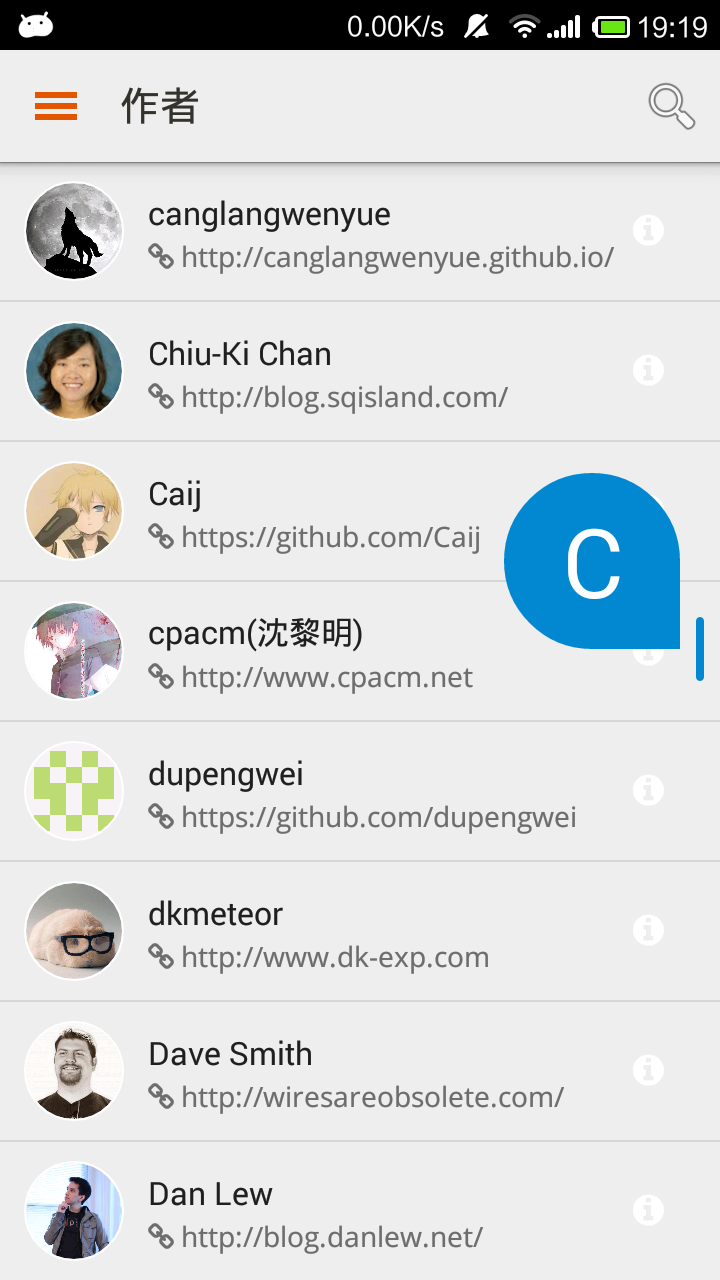 0.00K/s 19:19
作者
canglangwenyue
http://canglangwenyue.github.io/
Chiu-Ki Chan
http://blog.sqisland.com/
Caij
https://github.com/Caij
C
cpacm(沈黎明)
http://www.cpacm.net
dupengwei
https://github.com/dupengwei
dkmeteor
http://www.dk-exp.com
Dave Smith
http://wiresareobsolete.com/
Dan Lew
http://blog.danlew.net/